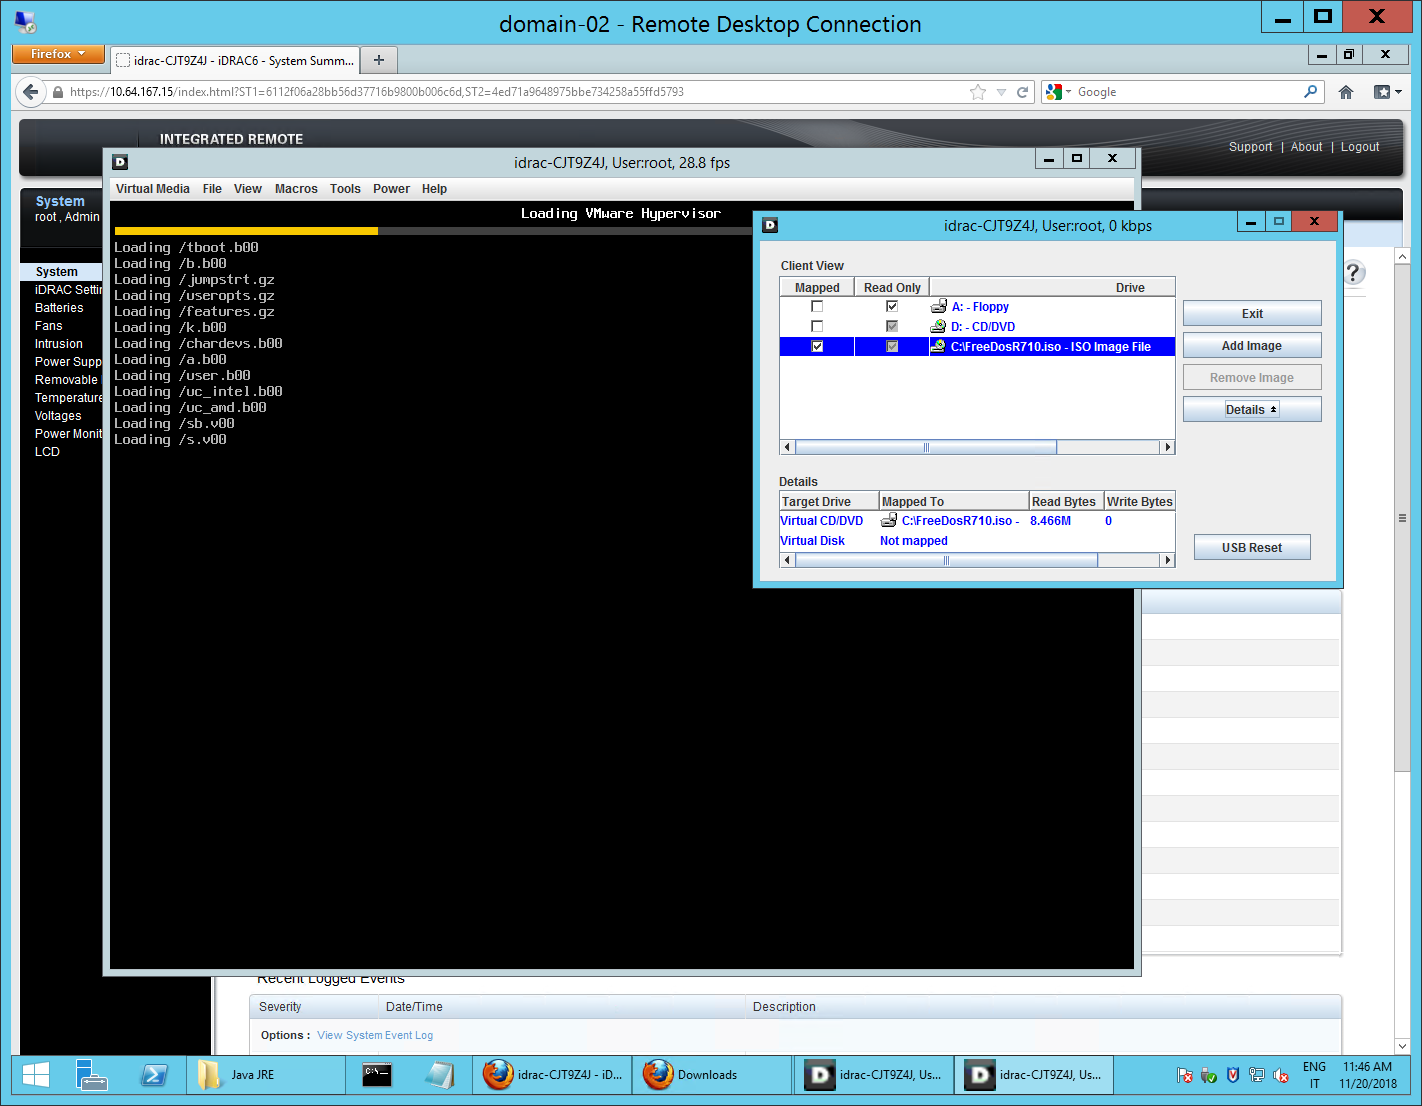 domain-02 - Remote Desktop Connection
Firefox
idrac-CJT9Z4J - iDRAC6 - System Summ...
https://10.64.167.15/index.html?ST1=6112f06a28bb56d37716b9800b006c6d,ST2=4ed71a9648975bbe734258a55ffd5793
Google
INTEGRATED REMOTE
Support | About | Logout
System
root , Admin
System
iDRAC Setti
Batteries
Fans
Intrusion
Power Supp
Removable
Temperature
Voltages
Power Monit
LCD
idrac-CJT9Z4J, User:root, 28.8 fps
Virtual Media File View Macros Tools Power Help
Loading VMware Hypervisor
Loading /tboot.b00
Loading /b.b00
Loading /jumpstrt.gz
Loading /useropts.gz
Loading /features.gz
Loading /k.b00
Loading /chardevs.b00
Loading /a.b00
Loading /user.b00
Loading /uc_intel.b00
Loading /uc_amd.b00
Loading /sb.v00
Loading /s.v00
idrac-CJT9Z4J, User:root, 0 kbps
Client View
Mapped Read Only Drive
A: - Floppy
D: - CD/DVD
C:\FreeDosR710.iso - ISO Image File
Exit
Add Image
Remove Image
Details
Details
Target Drive Mapped To Read Bytes Write Bytes
Virtual CD/DVD C:\FreeDosR710.iso - 8.466M 0
Virtual Disk Not mapped
USB Reset
Recent Logged Events
Severity Date/Time Description
Options : View System Event Log
Java JRE
C:\_
idrac-CJT9Z4J - iD...
Downloads
idrac-CJT9Z4J, Us...
idrac-CJT9Z4J, Us...
ENG
IT
11:46 AM
11/20/2018